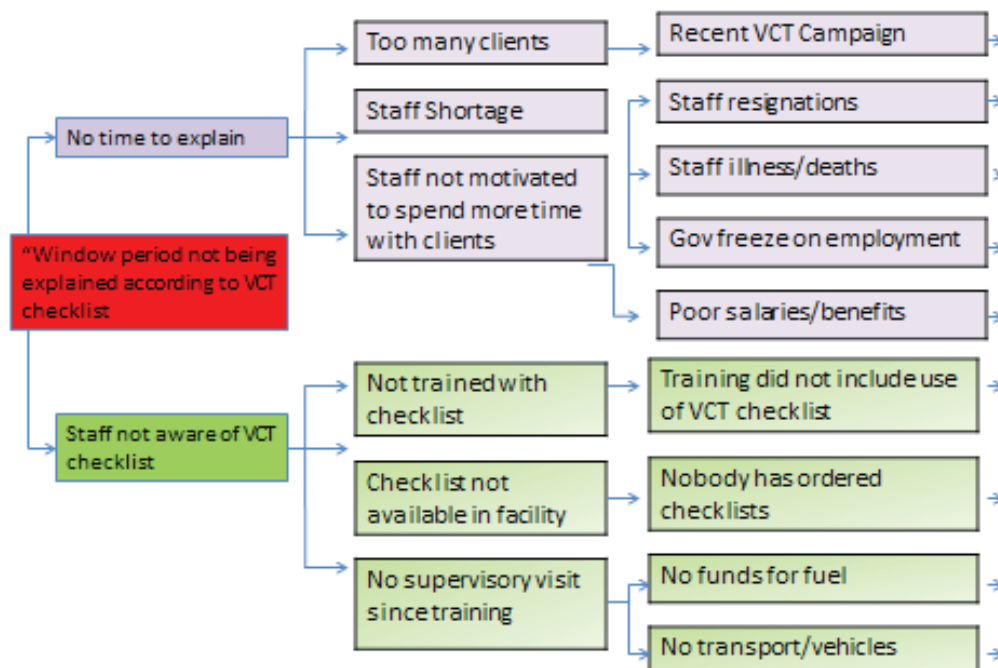 Too many clients
Recent VCT Campaign
Staff Shortage
Staff resignations
No time to explain
Staff not motivated
to spend more time
with clients
Staff illness/deaths
Gov freeze on employment
"Window period not being
explained according to VCT
checklist
Poor salaries/benefits
Not trained with
checklist
Training did not include use
of VCT checklist
Staff not aware of VCT
checklist
Checklist not
available in facility
Nobody has ordered
checklists
No supervisory visit
since training
No funds for fuel
No transport/vehicles